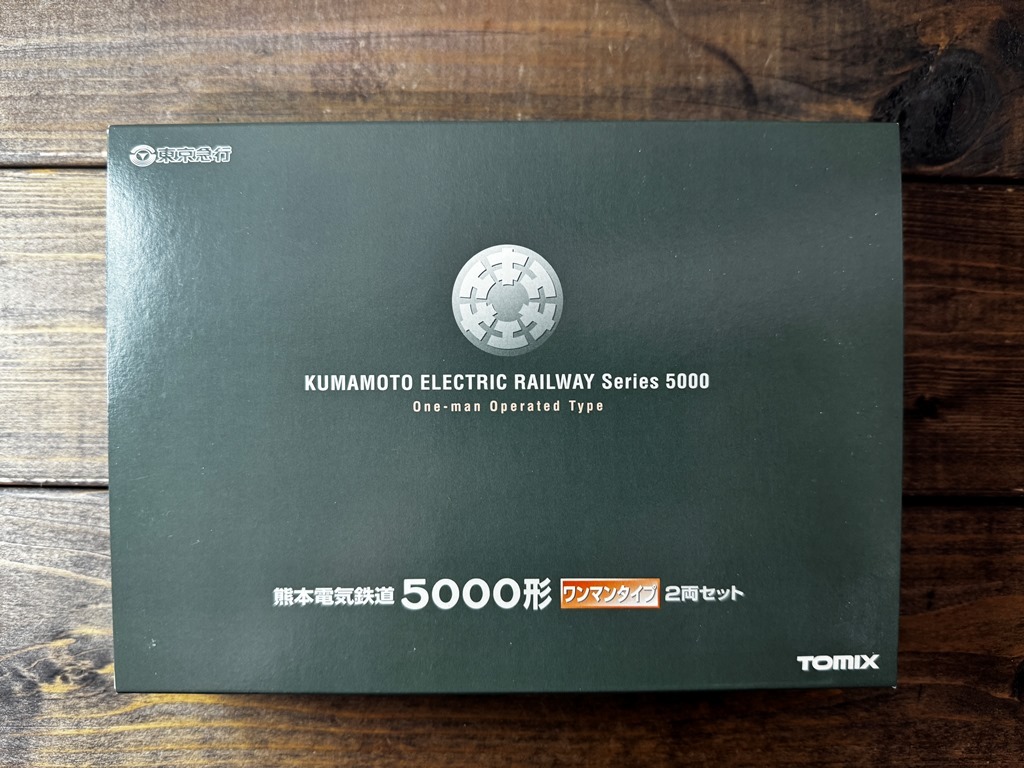 東京急行
KUMAMOTO ELECTRIC RAILWAY Series 5000
One-man Operated Type
熊本電気鉄道 5000形 ワンマンタイプ 2両セット
TOMIX